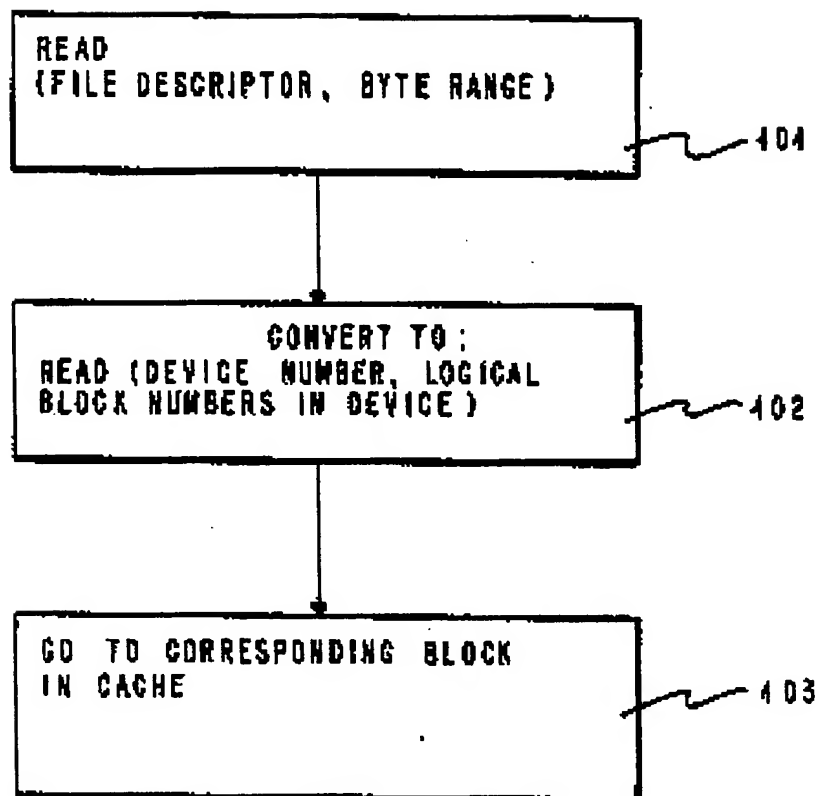 READ
(FILE DESCRIPTOR, BYTE RANGE)
101
CONVERT TO:
READ (DEVICE NUMBER, LOGICAL
BLOCK NUMBERS IN DEVICE)
102
GO TO CORRESPONDING BLOCK
IN CACHE
103